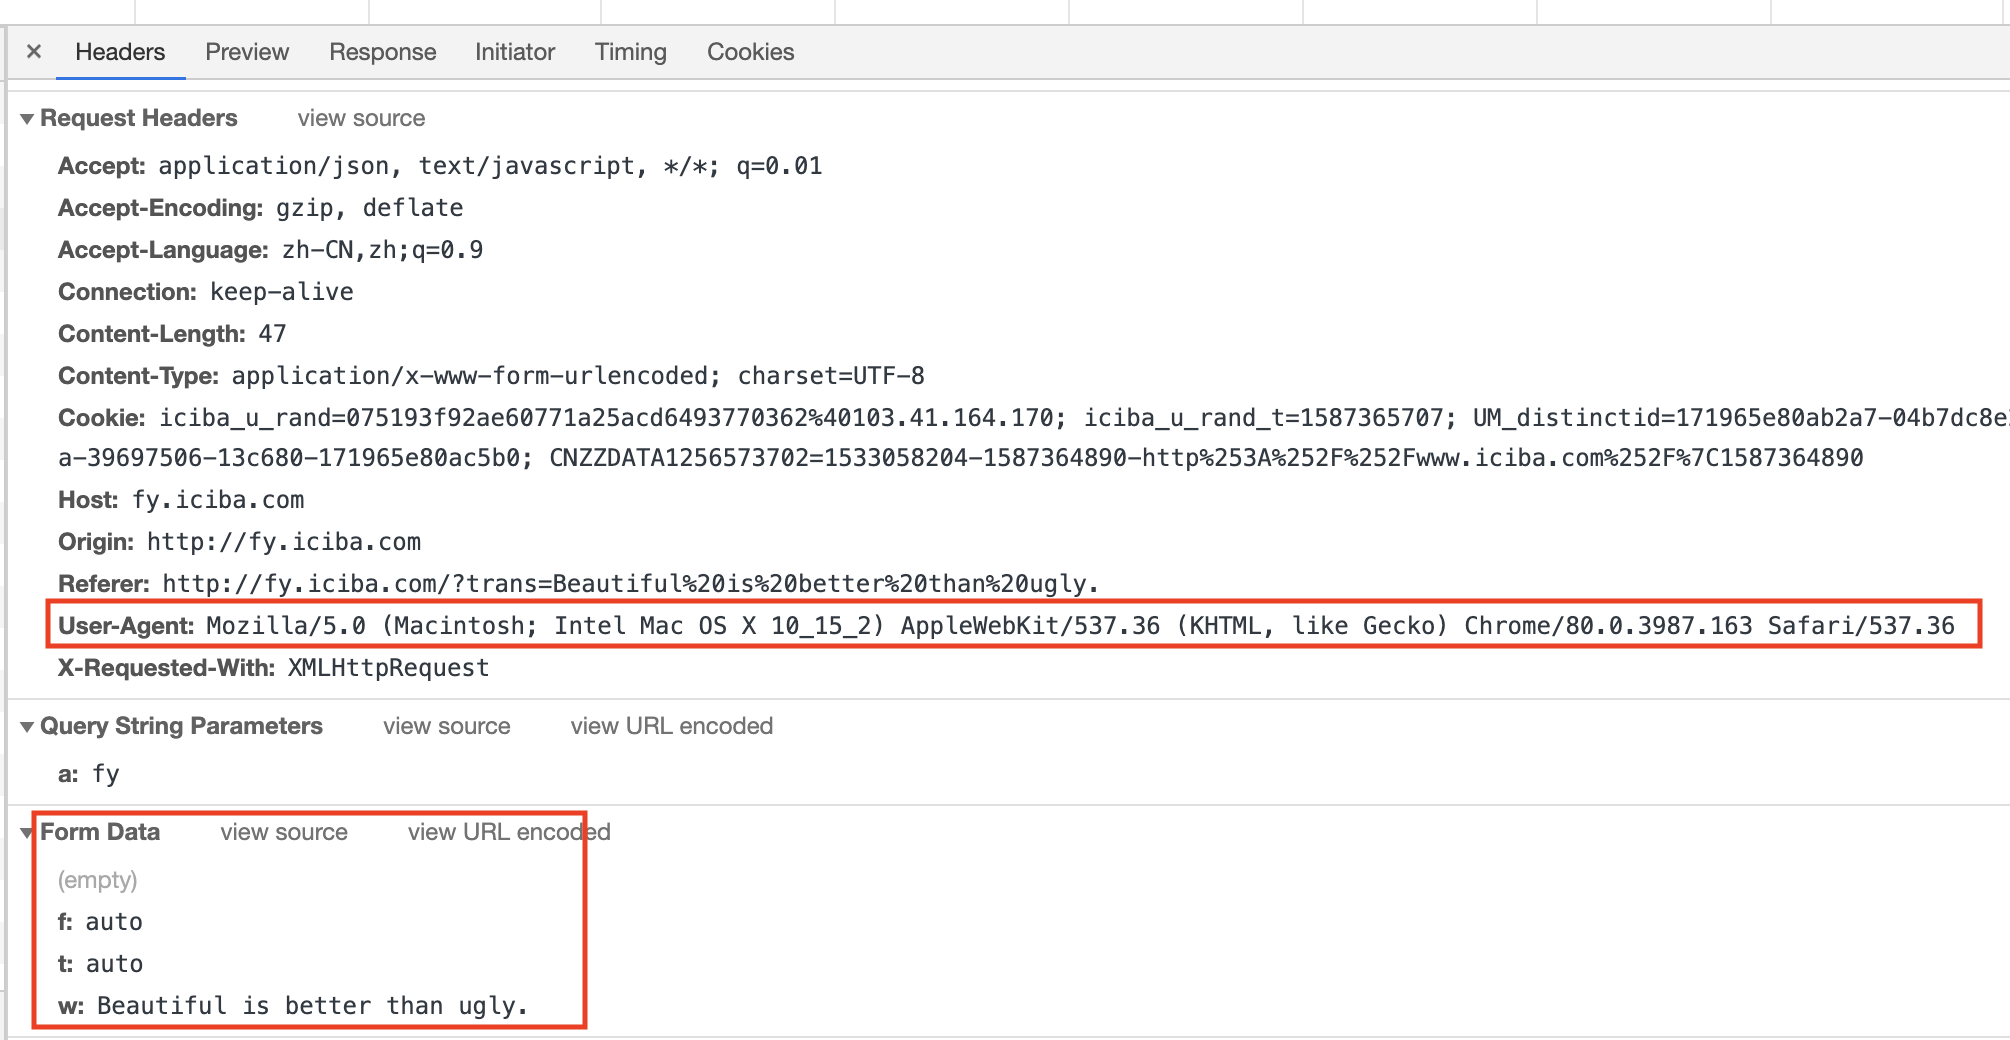 × Headers Preview Response Initiator Timing Cookies
Request Headers view source
Accept: application/json, text/javascript, */*; q=0.01
Accept-Encoding: gzip, deflate
Accept-Language: zh-CN,zh;q=0.9
Connection: keep-alive
Content-Length: 47
Content-Type: application/x-www-form-urlencoded; charset=UTF-8
Cookie: iciba_u_rand=075193f92ae60771a25acd6493770362%40103.41.164.170; iciba_u_rand_t=1587365707; UM_distinctid=171965e80ab2a7-04b7dc8e
a-39697506-13c680-171965e80ac5b0; CNZZDATA1256573702=1533058204-1587364890-http%253A%252F%252Fwww.iciba.com%252F%7C1587364890
Host: fy.iciba.com
Origin: http://fy.iciba.com
Referer: http://fy.iciba.com/?trans=Beautiful%20is%20better%20than%20ugly.
User-Agent: Mozilla/5.0 (Macintosh; Intel Mac OS X 10_15_2) AppleWebKit/537.36 (KHTML, like Gecko) Chrome/80.0.3987.163 Safari/537.36
X-Requested-With: XMLHttpRequest
Query String Parameters view source view URL encoded
a: fy
Form Data view source view URL encoded
(empty)
f: auto
t: auto
w: Beautiful is better than ugly.